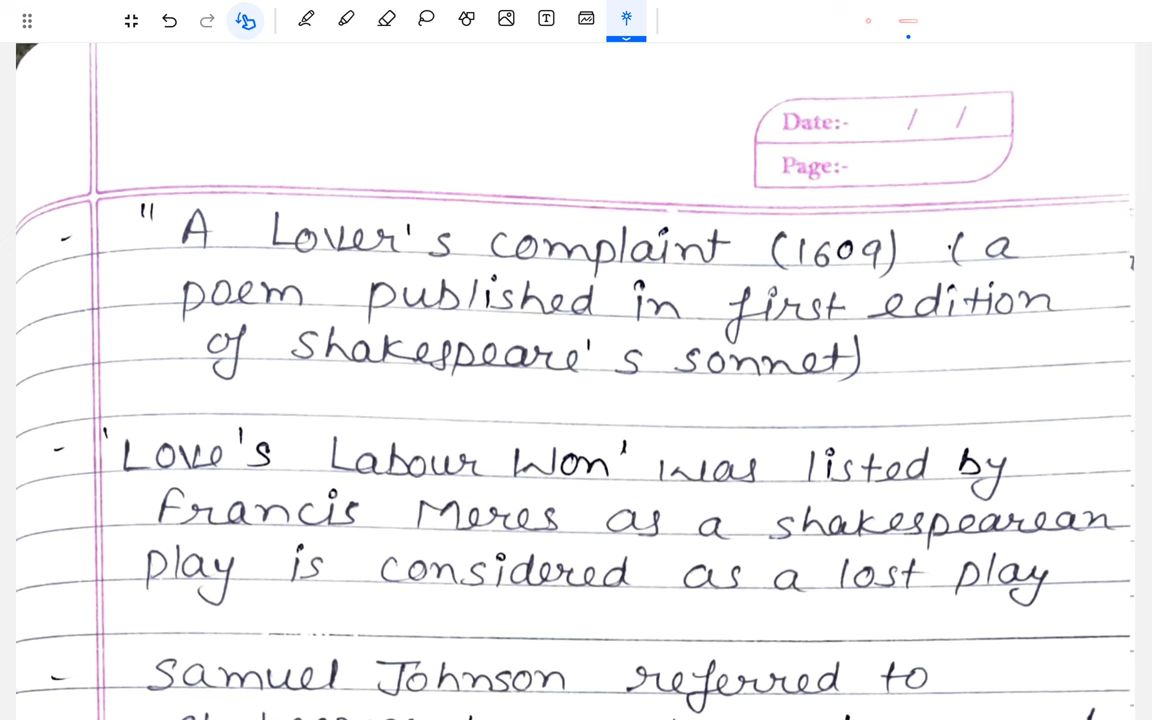 Date:- / /
Page:-
- "A Lover's complaint (1609) (a
poem published in first edition
of Shakespeare's sonnet)
- 'Love's Labour Won' was listed by
Francis Meres as a shakespearean
play is considered as a lost play
- Samuel Johnson referred to